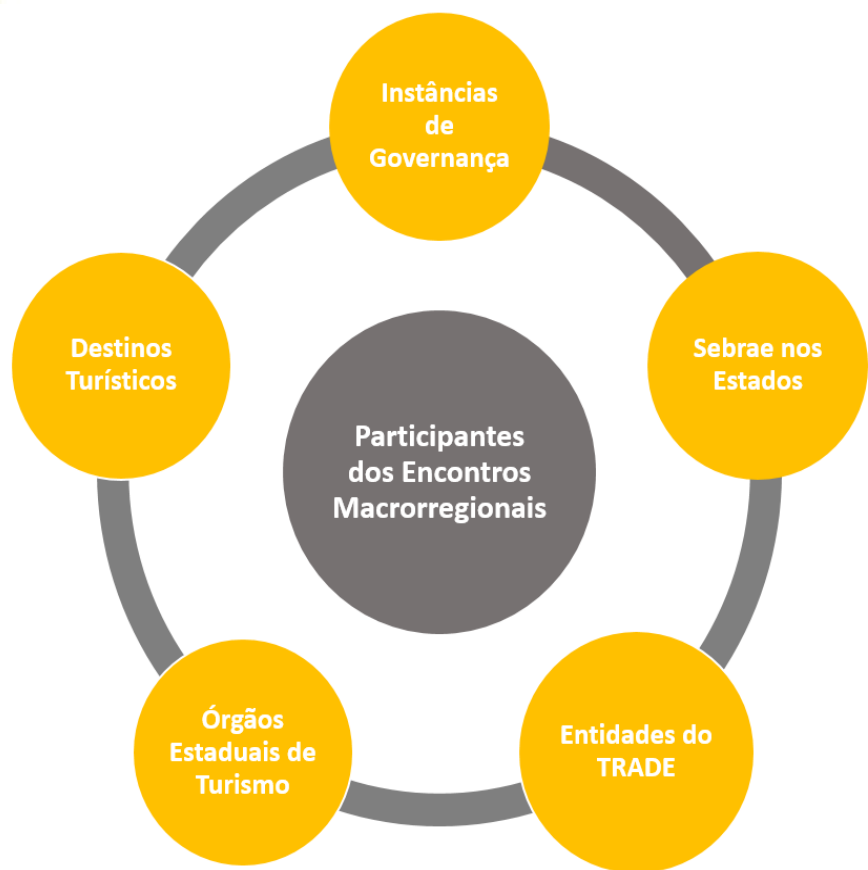 Instâncias
de
Governança
Sebrae nos
Estados
Entidades do
TRADE
Órgãos
Estaduais de
Turismo
Destinos
Turísticos
Participantes
dos Encontros
Macrorregionais